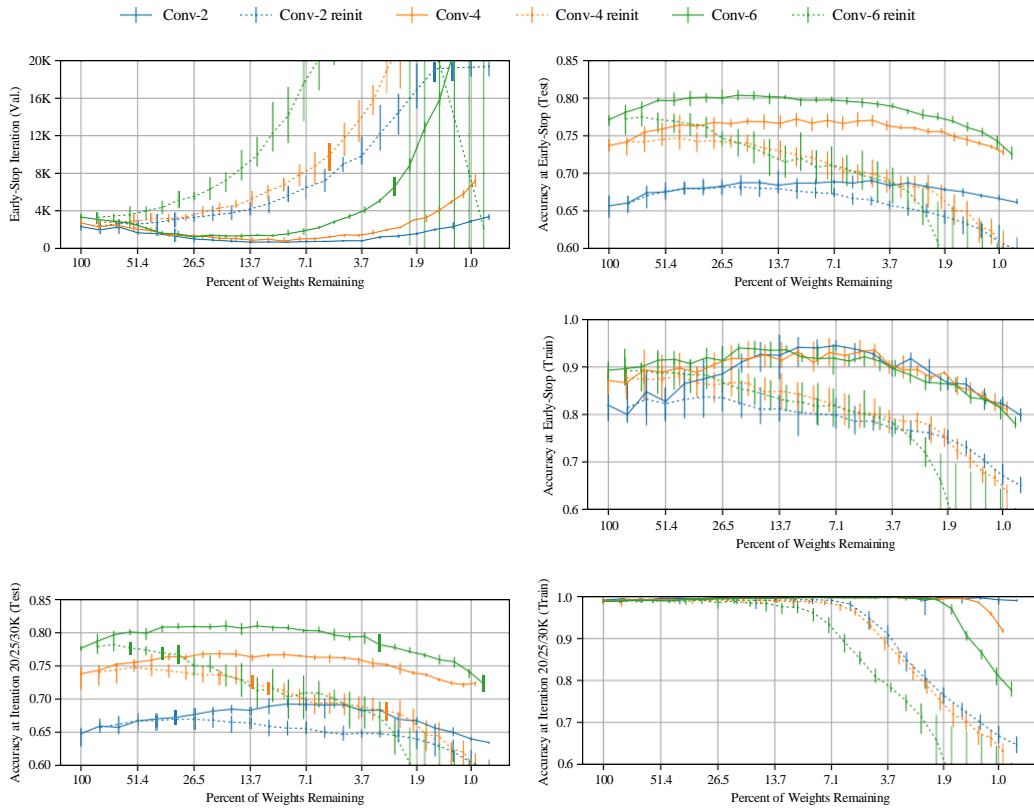 Conv-2 Conv-2 reinit Conv-4 Conv-4 reinit Conv-6 Conv-6 reinit
Early-Stop Iteration (Val.)
20K
16K
12K
8K
4K
0
100 51.4 26.5 13.7 7.1 3.7 1.9 1.0
Percent of Weights Remaining
Accuracy at Early-Stop (Test)
0.85
0.80
0.75
0.70
0.65
0.60
100 51.4 26.5 13.7 7.1 3.7 1.9 1.0
Percent of Weights Remaining
Accuracy at Early-Stop (Train)
1.0
0.9
0.8
0.7
0.6
100 51.4 26.5 13.7 7.1 3.7 1.9 1.0
Percent of Weights Remaining
Accuracy at Iteration 20/25/30K (Test)
0.85
0.80
0.75
0.70
0.65
0.60
100 51.4 26.5 13.7 7.1 3.7 1.9 1.0
Percent of Weights Remaining
Accuracy at Iteration 20/25/30K (Train)
1.0
0.9
0.8
0.7
0.6
100 51.4 26.5 13.7 7.1 3.7 1.9 1.0
Percent of Weights Remaining